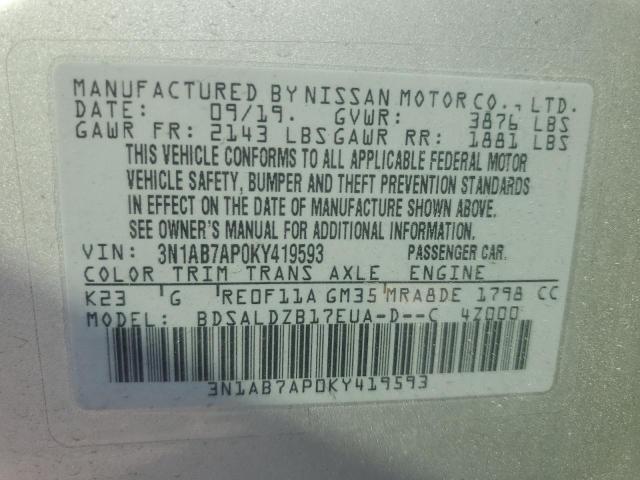 MANUFACTURED BY NISSAN MOTOR CO., LTD.
DATE: 09/19. GVWR: 3876 LBS
GAWR FR: 2143 LBS GAWR RR: 1881 LBS
THIS VEHICLE CONFORMS TO ALL APPLICABLE FEDERAL MOTOR
VEHICLE SAFETY, BUMPER AND THEFT PREVENTION STANDARDS
IN EFFECT ON THE DATE OF MANUFACTURE SHOWN ABOVE.
SEE OWNER'S MANUAL FOR ADDITIONAL INFORMATION.
VIN: 3N1AB7AP0KY419593 PASSENGER CAR.
COLOR TRIM TRANS AXLE ENGINE
K23 G RE0F11A GM35 MRA8DE 1798 CC
MODEL: BDSALDZB17EUA-D--C 4Z000
3N1AB7AP0KY419593